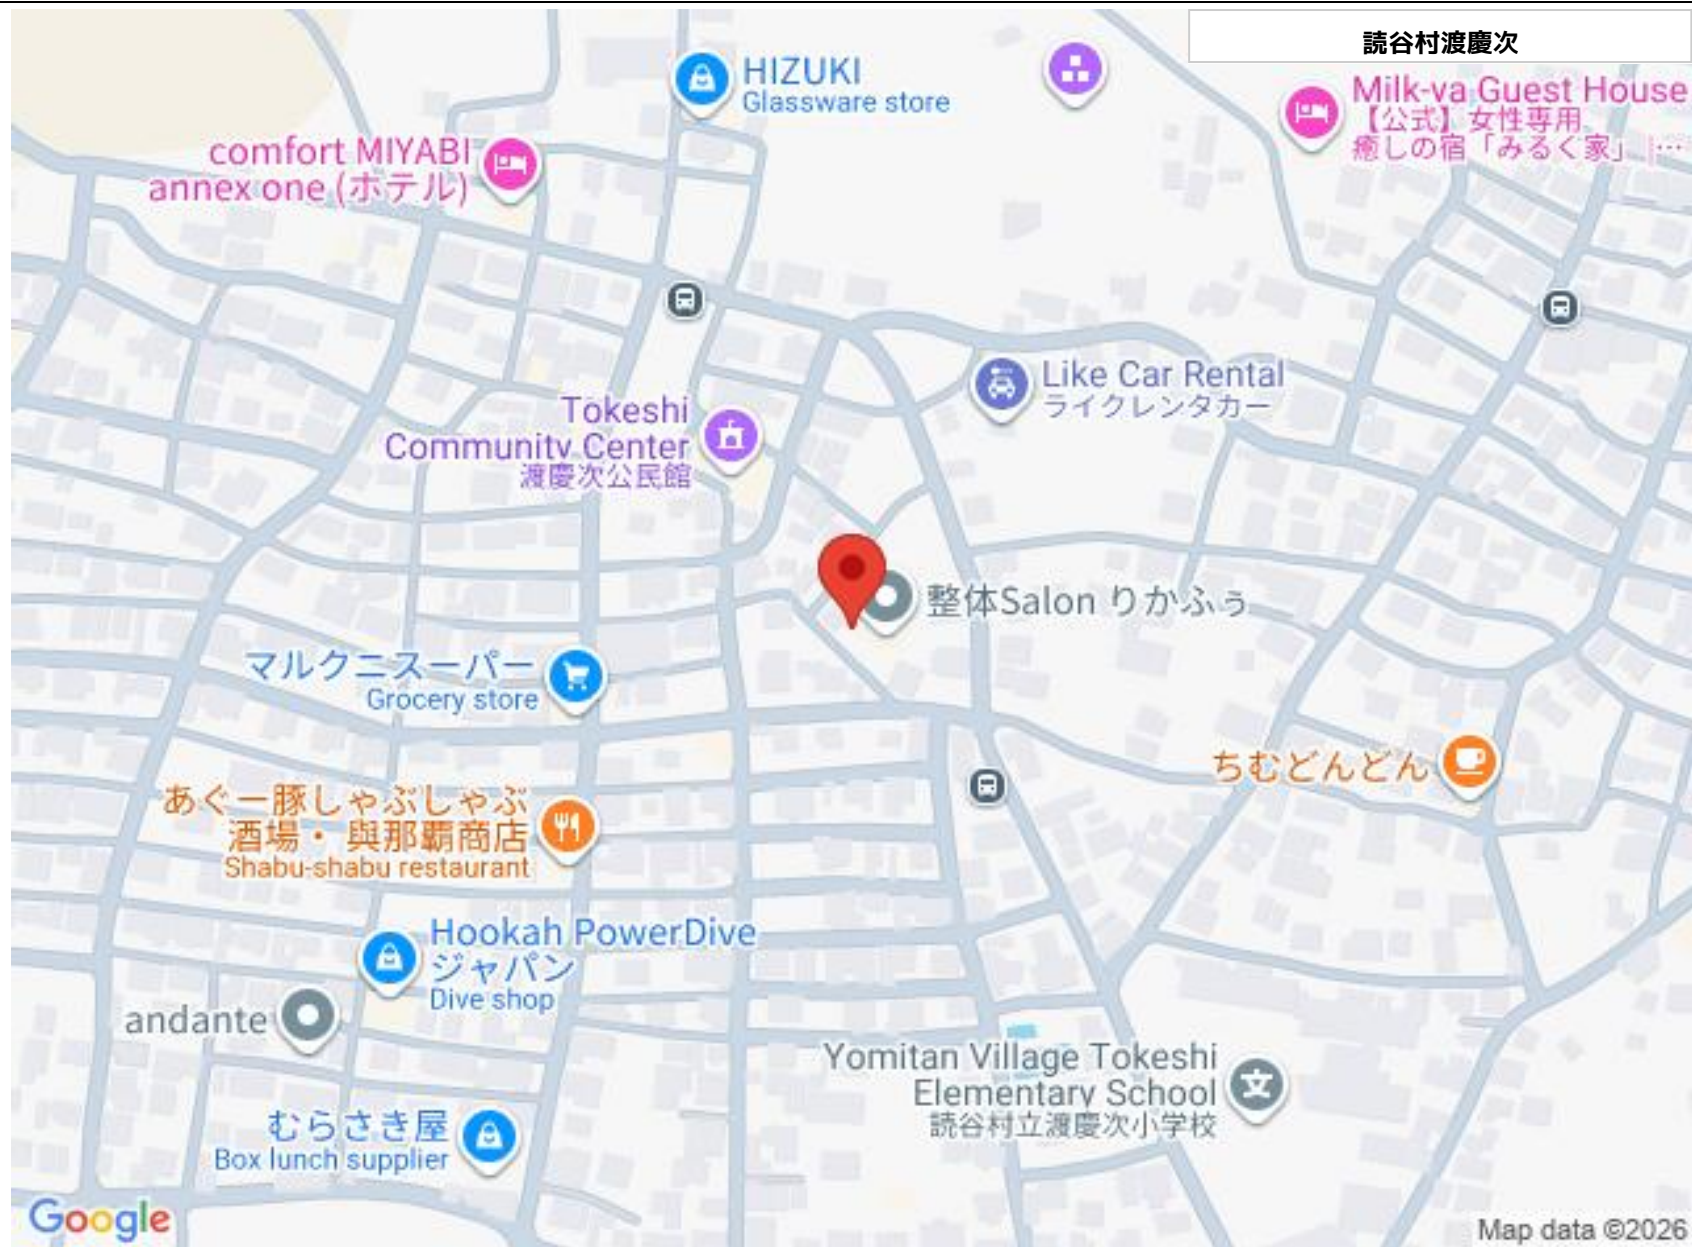 読谷村渡慶次
HIZUKI
Glassware store
Milk-ya Guest House
【公式】女性専用
癒しの宿「みるく家」|…
comfort MIYABI
annex one (ホテル)
Like Car Rental
ライクレンタカー
Tokeshi
Community Center
渡慶次公民館
整体Salon りかふぅ
マルクニスーパー
Grocery store
ちむどんどん
あぐー豚しゃぶしゃぶ
酒場・與那覇商店
Shabu-shabu restaurant
Hookah PowerDive
ジャパン
Dive shop
andante
Yomitan Village Tokeshi
Elementary School
読谷村立渡慶次小学校
文
むらさき屋
Box lunch supplier
Google
Map data ©2026